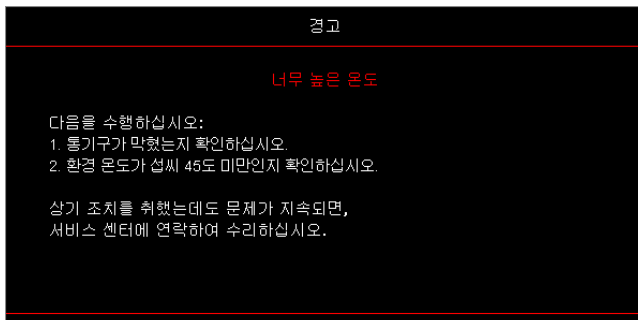 경고
너무 높은 온도
다음을 수행하십시오:
1. 통기구가 막혔는지 확인하십시오.
2. 환경 온도가 섭씨 45도 미만인지 확인하십시오.
상기 조치를 취했는데도 문제가 지속되면,
서비스 센터에 연락하여 수리하십시오.